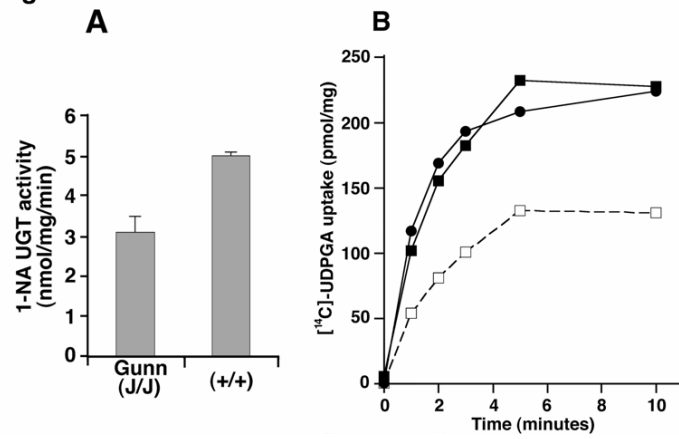 A
1-NA UGT activity
(nmol/mg/min)
6
5
4
3
2
1
0
Gunn
(J/J)
(+/+)
B
[¹⁴C]-UDPGA uptake (pmol/mg)
250
200
150
100
50
0
0 2 4 6 8 10
Time (minutes)